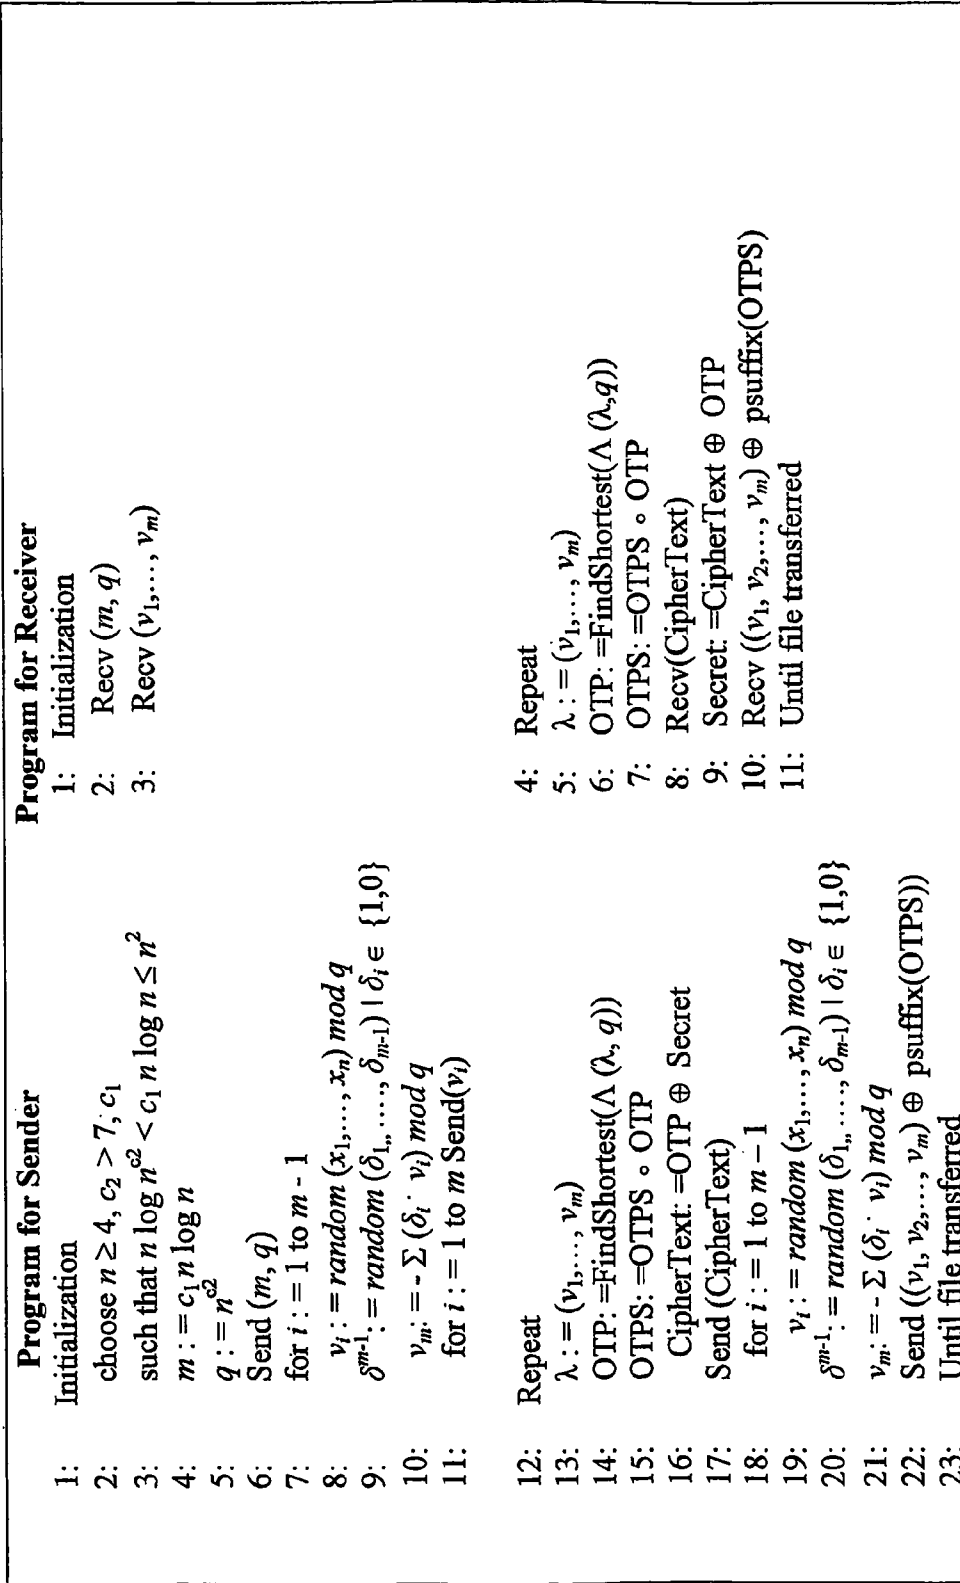 Program for Sender
1: Initialization
2: choose n ≥ 4, c₂ > 7, c₁
3: such that n log n^c2 < c₁ n log n ≤ n²
4: m := c₁ n log n
5: q := n^c2
6: Send (m, q)
7: for i := 1 to m - 1
8: vᵢ := random (x₁,..., xₙ) mod q
9: δ^m-1 := random (δ₁,,....., δₘ₋₁) | δᵢ ∈ {1,0}
10: vₘ. := - Σ (δᵢ · vᵢ) mod q
11: for i := 1 to m Send(vᵢ)
12: Repeat
13: λ := (v₁,..., vₘ)
14: OTP: =FindShortest(Λ (λ, q))
15: OTPS: =OTPS ∘ OTP
16: CipherText: =OTP ⊕ Secret
17: Send (CipherText)
18: for i := 1 to m – 1
19: vᵢ := random (x₁,..., xₙ) mod q
20: δ^m-1 := random (δ₁,,....., δₘ₋₁) | δᵢ ∈ {1,0}
21: vₘ. := - Σ (δᵢ · vᵢ) mod q
22: Send ((v₁, v₂,..., vₘ) ⊕ psuffix(OTPS))
23: Until file transferred
Program for Receiver
1: Initialization
2: Recv (m, q)
3: Recv (v₁,..., vₘ)
4: Repeat
5: λ := (v₁,..., vₘ)
6: OTP: =FindShortest(Λ (λ,q))
7: OTPS: =OTPS ∘ OTP
8: Recv(CipherText)
9: Secret: =CipherText ⊕ OTP
10: Recv ((v₁, v₂,..., vₘ) ⊕ psuffix(OTPS)
11: Until file transferred